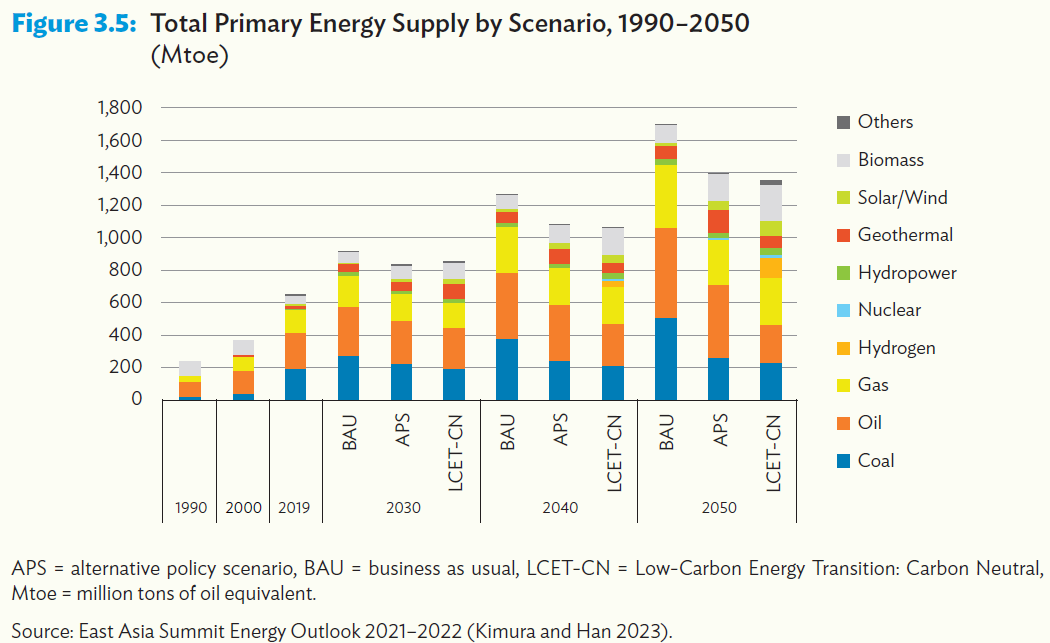 Figure 3.5: Total Primary Energy Supply by Scenario, 1990–2050
(Mtoe)
1,800
1,600
1,400
1,200
1,000
800
600
400
200
0
BAU
APS
LCET-CN
BAU
APS
LCET-CN
BAU
APS
LCET-CN
1990
2000
2019
2030
2040
2050
Others
Biomass
Solar/Wind
Geothermal
Hydropower
Nuclear
Hydrogen
Gas
Oil
Coal
APS = alternative policy scenario, BAU = business as usual, LCET-CN = Low-Carbon Energy Transition: Carbon Neutral,
Mtoe = million tons of oil equivalent.
Source: East Asia Summit Energy Outlook 2021–2022 (Kimura and Han 2023).